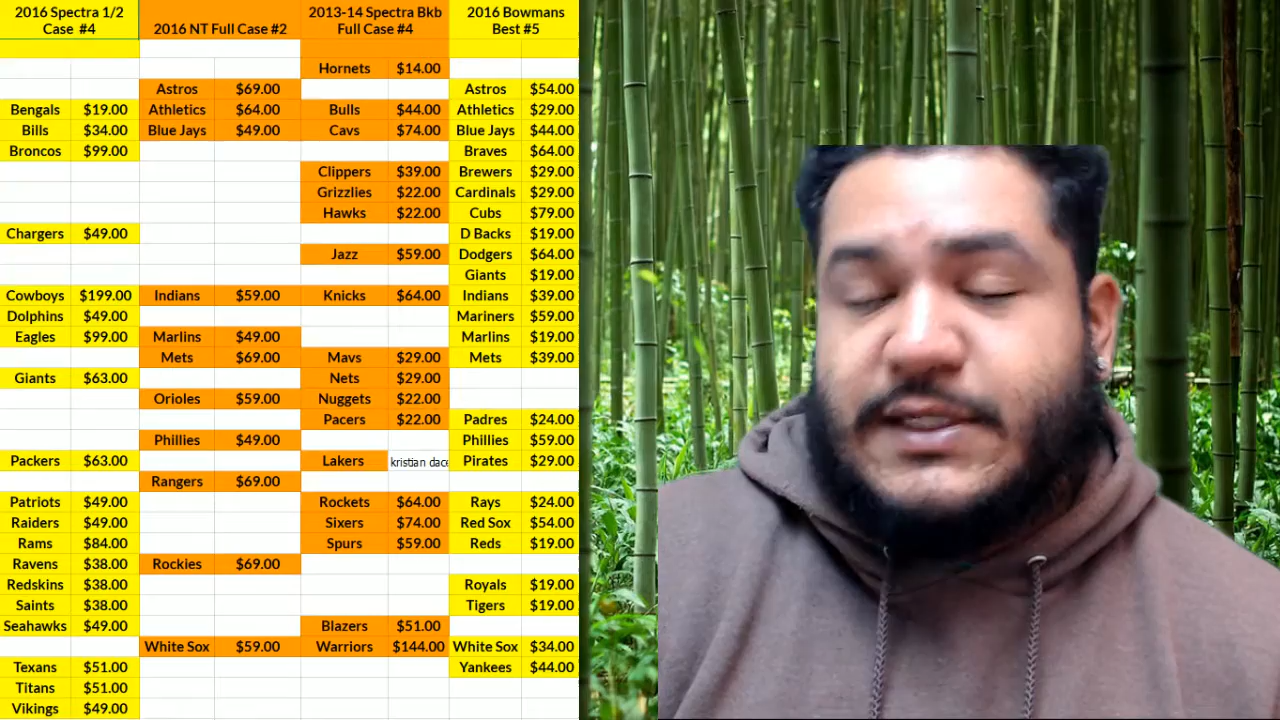 2016 Spectra 1/2 Case #4
2016 NT Full Case #2
2013-14 Spectra Bkb Full Case #4
2016 Bowmans Best #5
Hornets $14.00
Astros $69.00 Astros $54.00
Bengals $19.00 Athletics $64.00 Bulls $44.00 Athletics $29.00
Bills $34.00 Blue Jays $49.00 Cavs $74.00 Blue Jays $44.00
Broncos $99.00 Braves $64.00
Clippers $39.00 Brewers $29.00
Grizzlies $22.00 Cardinals $29.00
Hawks $22.00 Cubs $79.00
Chargers $49.00 D Backs $19.00
Jazz $59.00 Dodgers $64.00
Giants $19.00
Cowboys $199.00 Indians $59.00 Knicks $64.00 Indians $39.00
Dolphins $49.00 Mariners $59.00
Eagles $99.00 Marlins $49.00 Marlins $19.00
Mets $69.00 Mavs $29.00 Mets $39.00
Giants $63.00 Nets $29.00
Orioles $59.00 Nuggets $22.00
Pacers $22.00 Padres $24.00
Phillies $49.00 Phillies $59.00
Packers $63.00 Lakers kristian dace Pirates $29.00
Rangers $69.00
Patriots $49.00 Rockets $64.00 Rays $24.00
Raiders $49.00 Sixers $74.00 Red Sox $54.00
Rams $84.00 Spurs $59.00 Reds $19.00
Ravens $38.00 Rockies $69.00
Redskins $38.00 Royals $19.00
Saints $38.00 Tigers $19.00
Seahawks $49.00 Blazers $51.00
White Sox $59.00 Warriors $144.00 White Sox $34.00
Texans $51.00 Yankees $44.00
Titans $51.00
Vikings $49.00